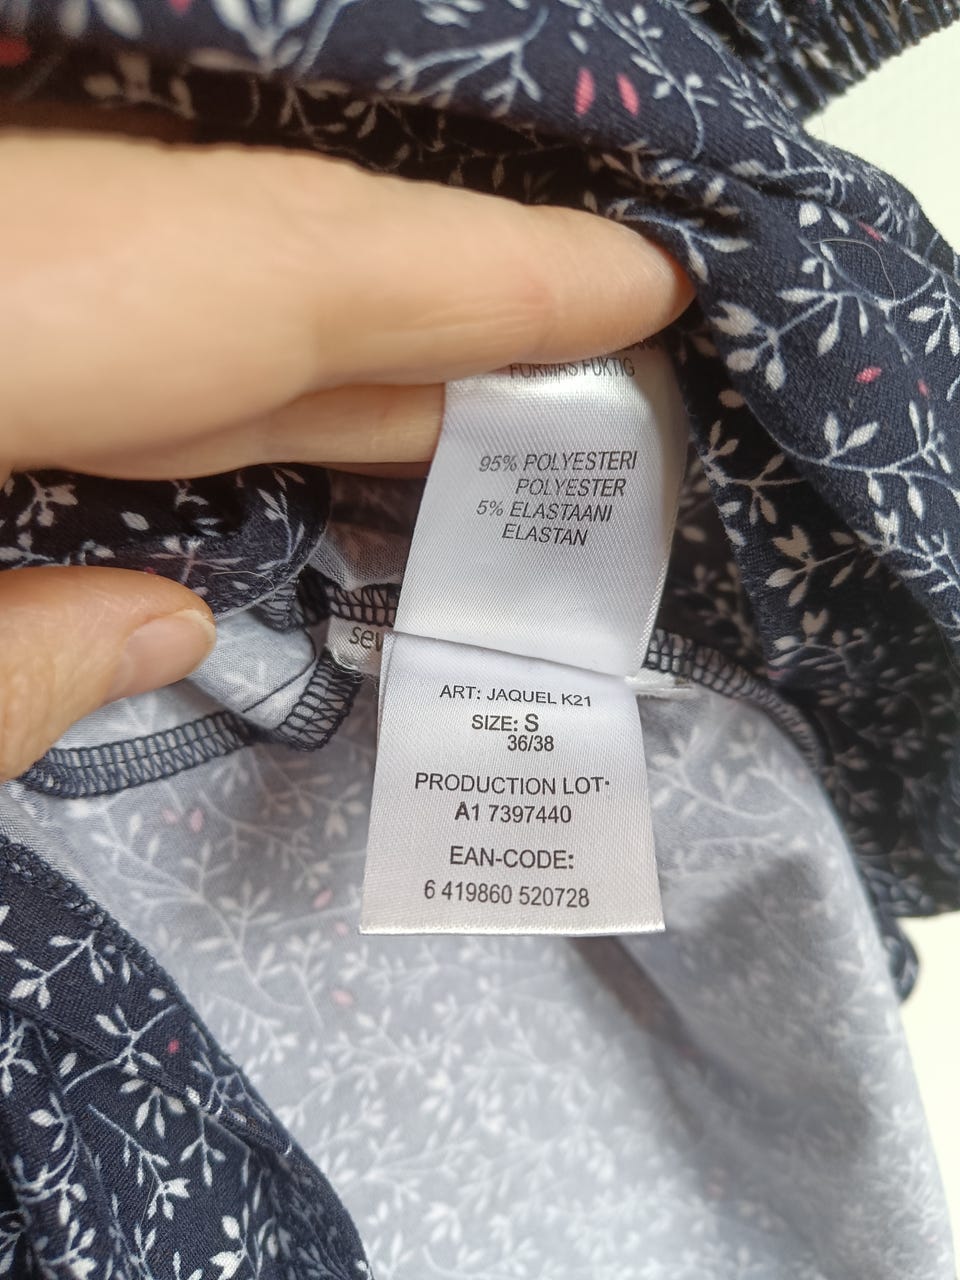 FORMAS FUKTIG
95% POLYESTERI
POLYESTER
5% ELASTAANI
ELASTAN
sew
ART: JAQUEL K21
SIZE: S
36/38
PRODUCTION LOT:
A1 7397440
EAN-CODE:
6 419860 520728